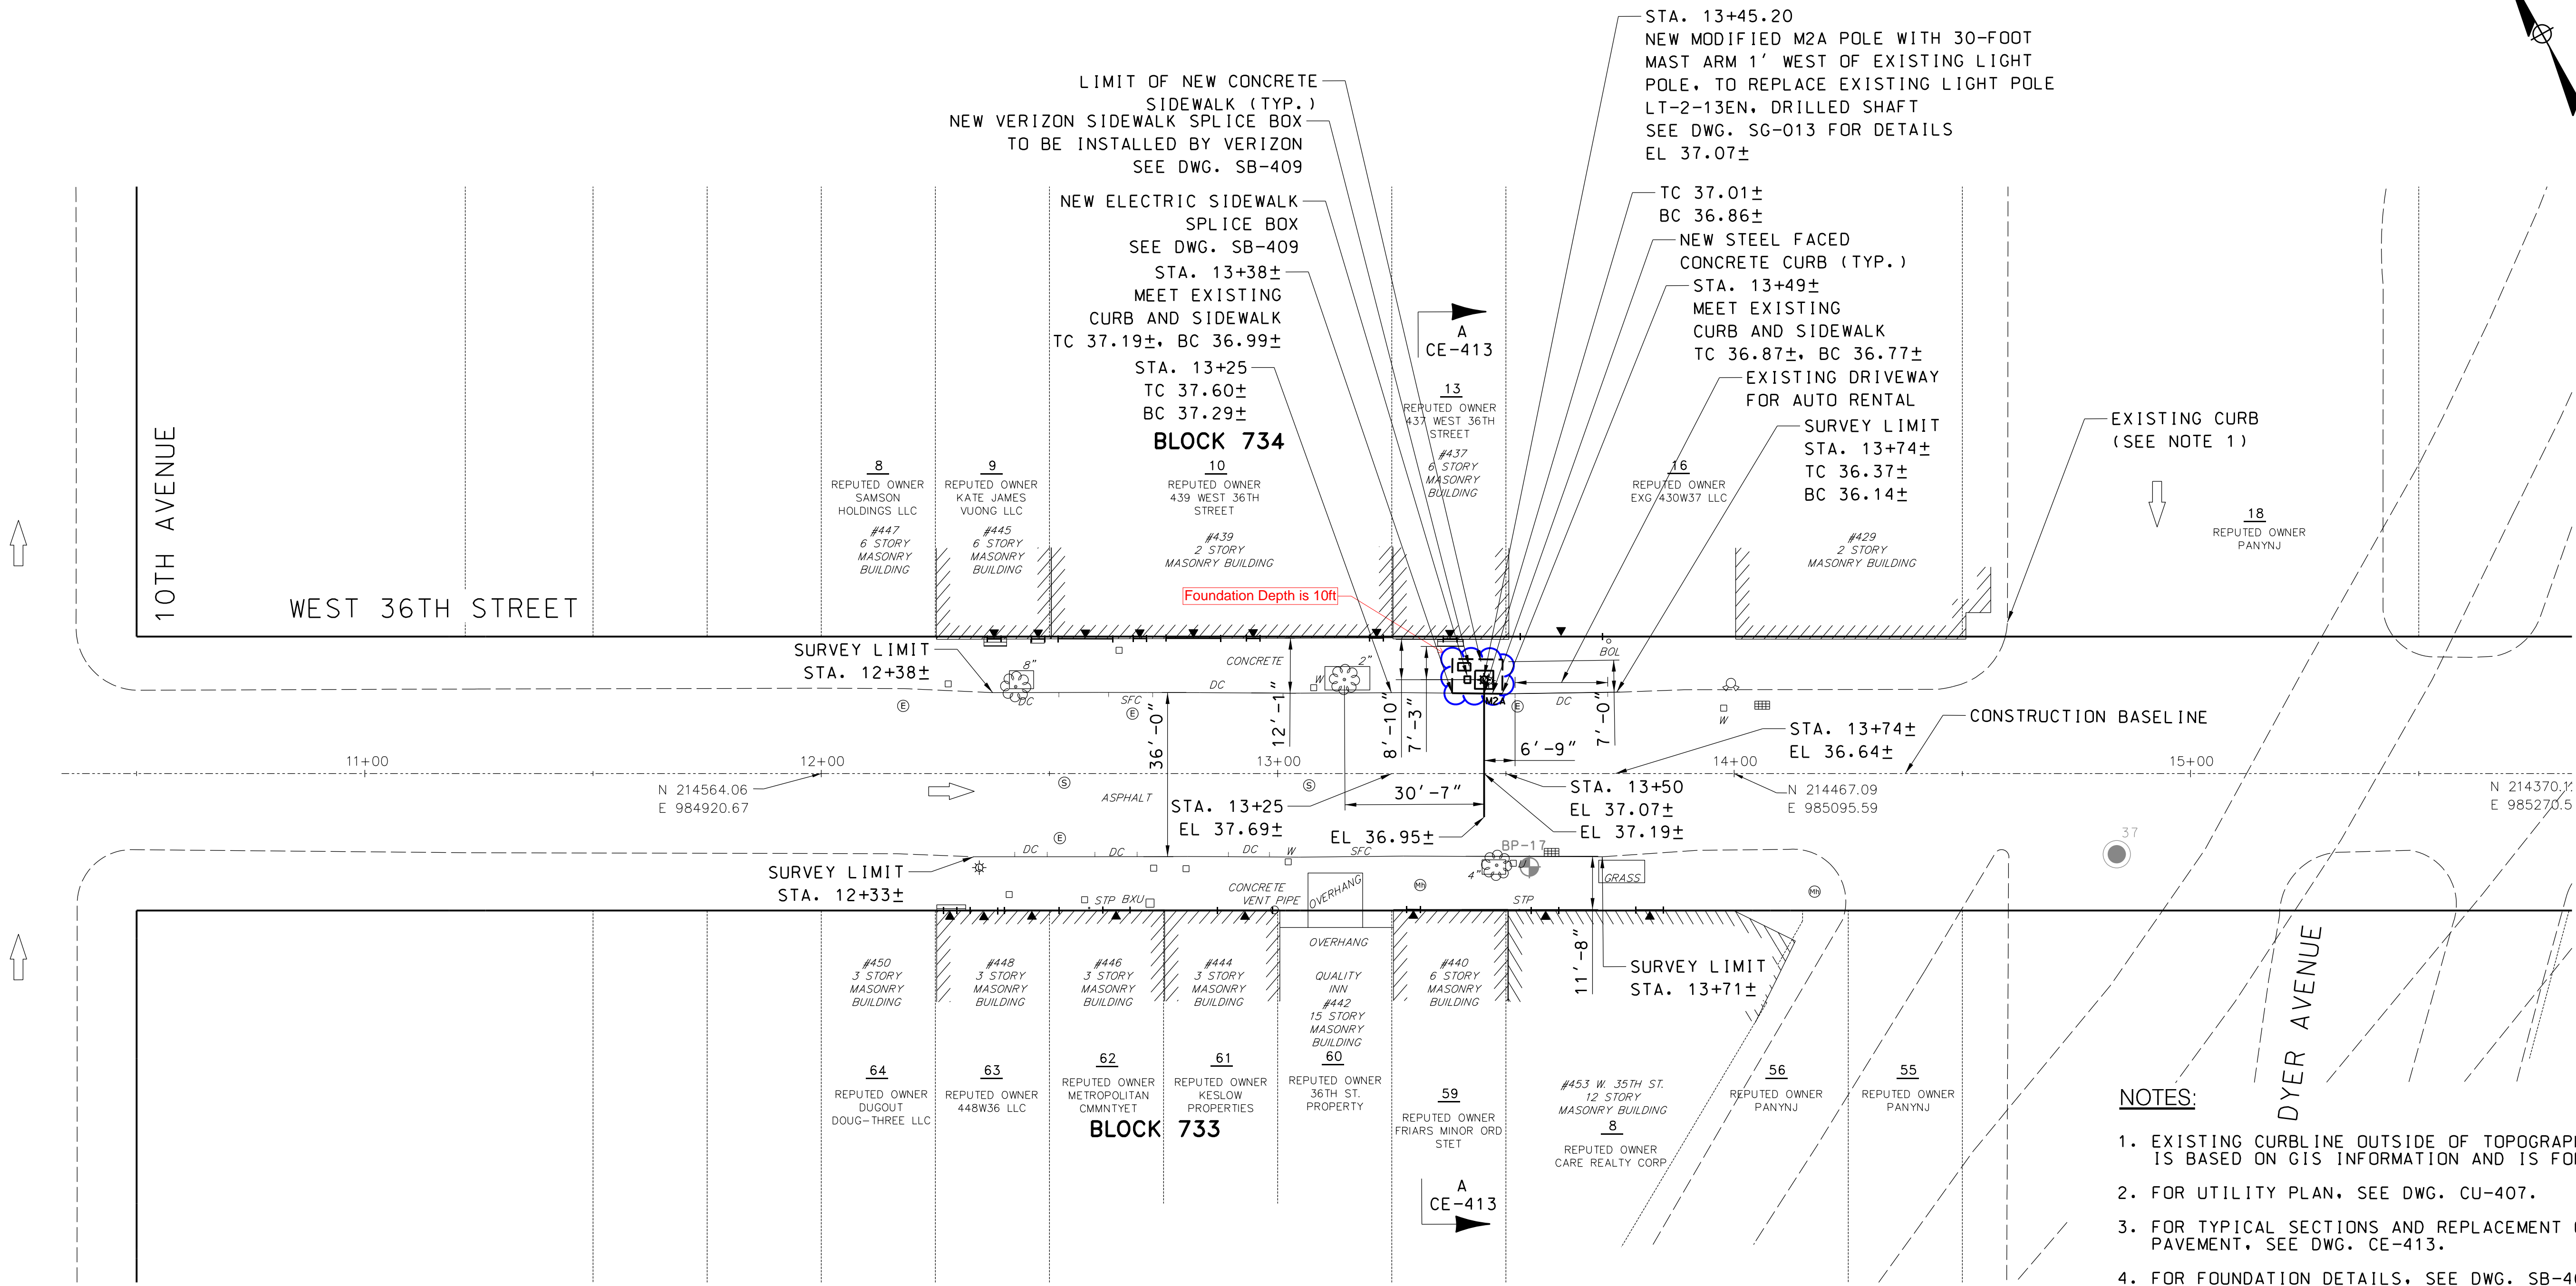 STA. 13+45.20
NEW MODIFIED M2A POLE WITH 30-FOOT
MAST ARM 1' WEST OF EXISTING LIGHT
POLE, TO REPLACE EXISTING LIGHT POLE
LT-2-13EN, DRILLED SHAFT
SEE DWG. SG-013 FOR DETAILS
EL 37.07±
LIMIT OF NEW CONCRETE
SIDEWALK (TYP.)
NEW VERIZON SIDEWALK SPLICE BOX
TO BE INSTALLED BY VERIZON
SEE DWG. SB-409
NEW ELECTRIC SIDEWALK
SPLICE BOX
SEE DWG. SB-409
STA. 13+38±
MEET EXISTING
CURB AND SIDEWALK
TC 37.19±, BC 36.99±
STA. 13+25
TC 37.60±
BC 37.29±
BLOCK 734
TC 37.01±
BC 36.86±
NEW STEEL FACED
CONCRETE CURB (TYP.)
STA. 13+49±
MEET EXISTING
CURB AND SIDEWALK
TC 36.87±, BC 36.77±
EXISTING DRIVEWAY
FOR AUTO RENTAL
SURVEY LIMIT
STA. 13+74±
TC 36.37±
BC 36.14±
EXISTING CURB
(SEE NOTE 1)
A
CE-413
10TH AVENUE
WEST 36TH STREET
8
REPUTED OWNER
SAMSON
HOLDINGS LLC
#447
6 STORY
MASONRY
BUILDING
9
REPUTED OWNER
KATE JAMES
VUONG LLC
#445
6 STORY
MASONRY
BUILDING
10
REPUTED OWNER
439 WEST 36TH
STREET
#439
2 STORY
MASONRY BUILDING
13
REPUTED OWNER
437 WEST 36TH
STREET
#437
6 STORY
MASONRY
BUILDING
16
REPUTED OWNER
EXG 430W37 LLC
#429
2 STORY
MASONRY BUILDING
18
REPUTED OWNER
PANYNJ
Foundation Depth is 10ft
SURVEY LIMIT
STA. 12+38±
8"
CONCRETE
2"
W
DC
SFC
DC
E
E
M2A
E
DC
BOL
W
36'-0"
12'-1"
8'-10"
7'-3"
6'-9"
7'-0"
STA. 13+74±
EL 36.64±
CONSTRUCTION BASELINE
11+00
12+00
13+00
14+00
15+00
N 214564.06
E 984920.67
S
S
ASPHALT
E
STA. 13+25
EL 37.69±
30'-7"
EL 36.95±
STA. 13+50
EL 37.07±
EL 37.19±
N 214467.09
E 985095.59
N 214370.1
E 985270.5
37
SURVEY LIMIT
STA. 12+33±
DC
DC
DC
W
SFC
BP-17
4"
GRASS
STP
BXU
CONCRETE
VENT PIPE
OVERHANG
Mh
STP
Mh
11'-8"
SURVEY LIMIT
STA. 13+71±
#450
3 STORY
MASONRY
BUILDING
#448
3 STORY
MASONRY
BUILDING
#446
3 STORY
MASONRY
BUILDING
#444
3 STORY
MASONRY
BUILDING
OVERHANG
QUALITY
INN
#442
15 STORY
MASONRY
BUILDING
#440
6 STORY
MASONRY
BUILDING
64
REPUTED OWNER
DUGOUT
DOUG-THREE LLC
63
REPUTED OWNER
448W36 LLC
62
REPUTED OWNER
METROPOLITAN
CMMNTYET
61
REPUTED OWNER
KESLOW
PROPERTIES
60
REPUTED OWNER
36TH ST.
PROPERTY
59
REPUTED OWNER
FRIARS MINOR ORD
STET
#453 W. 35TH ST.
12 STORY
MASONRY BUILDING
8
REPUTED OWNER
CARE REALTY CORP
56
REPUTED OWNER
PANYNJ
55
REPUTED OWNER
PANYNJ
BLOCK 733
A
CE-413
DYER AVENUE
NOTES:
1. EXISTING CURBLINE OUTSIDE OF TOPOGRAP
IS BASED ON GIS INFORMATION AND IS FO
2. FOR UTILITY PLAN, SEE DWG. CU-407.
3. FOR TYPICAL SECTIONS AND REPLACEMENT
PAVEMENT, SEE DWG. CE-413.
4. FOR FOUNDATION DETAILS, SEE DWG. SB-4